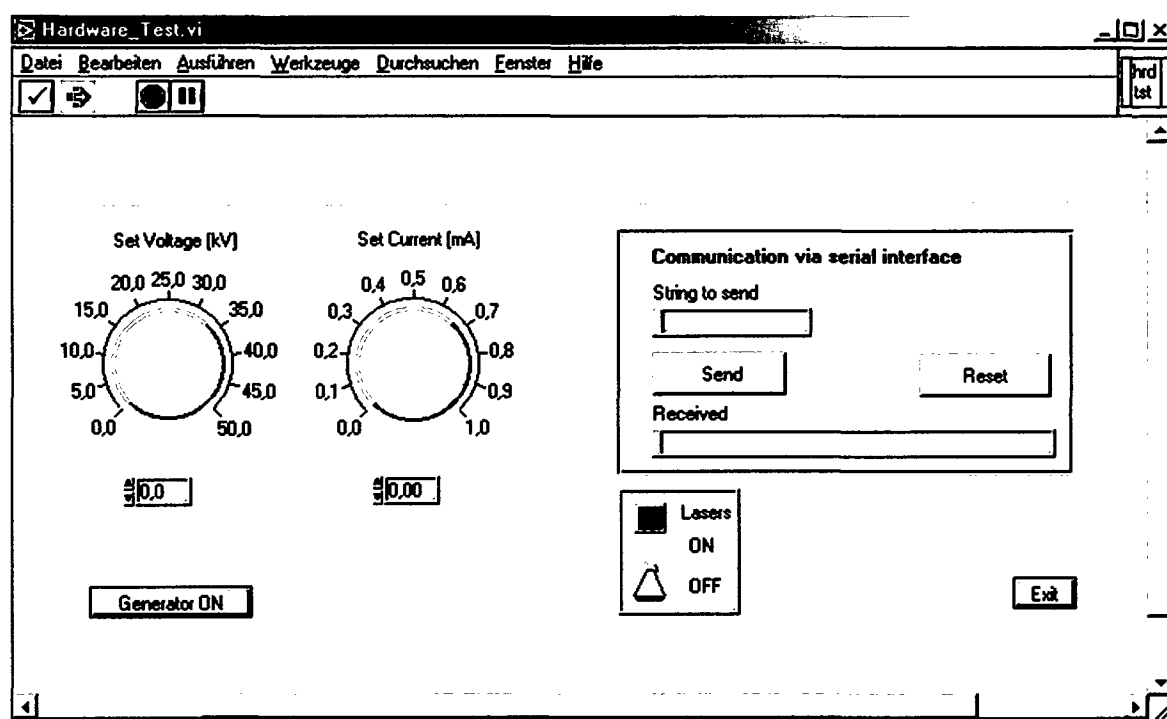 Hardware_Test.vi
Datei Bearbeiten Ausführen Werkzeuge Durchsuchen Fenster Hilfe
hrd
tst
Set Voltage [kV]
0,0
5,0
10,0
15,0
20,0
25,0
30,0
35,0
40,0
45,0
50,0
0,0
Set Current [mA]
0,0
0,1
0,2
0,3
0,4
0,5
0,6
0,7
0,8
0,9
1,0
0,00
Generator ON
Communication via serial interface
String to send
Send Reset
Received
Lasers
ON
OFF
Exit